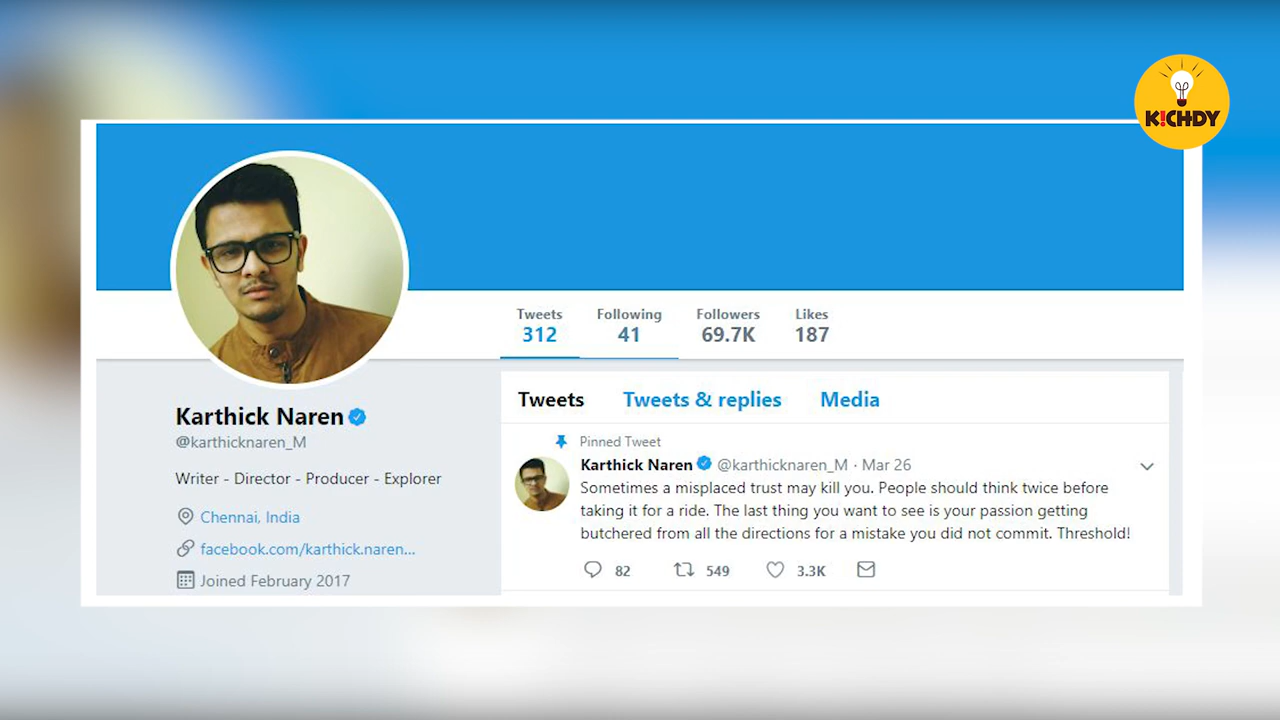 K!CHDY
Tweets Following Followers Likes
312 41 69.7K 187
Karthick Naren
@karthicknaren_M
Writer - Director - Producer - Explorer
Chennai, India
facebook.com/karthick.naren...
Joined February 2017
Tweets Tweets & replies Media
Pinned Tweet
Karthick Naren @karthicknaren_M · Mar 26
Sometimes a misplaced trust may kill you. People should think twice before
taking it for a ride. The last thing you want to see is your passion getting
butchered from all the directions for a mistake you did not commit. Threshold!
82 549 3.3K